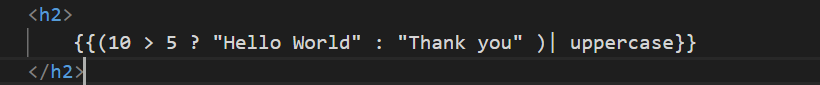 <h2>
{{(10 > 5 ? "Hello World" : "Thank you" )| uppercase}}
</h2>